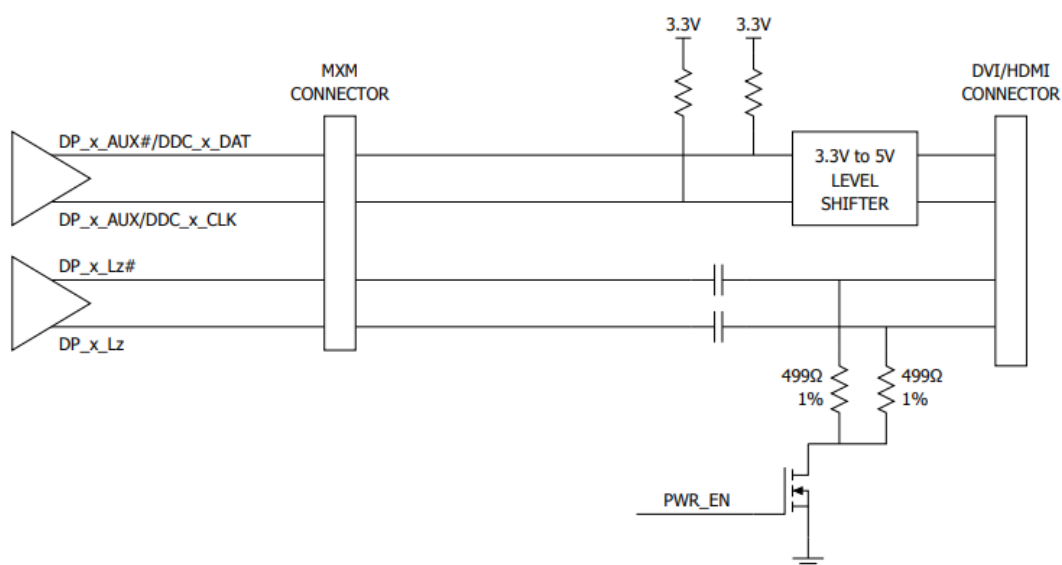 3.3V
3.3V
MXM
CONNECTOR
DVI/HDMI
CONNECTOR
DP_x_AUX#/DDC_x_DAT
3.3V to 5V
LEVEL
SHIFTER
DP_x_AUX/DDC_x_CLK
DP_x_Lz#
DP_x_Lz
499Ω
1%
499Ω
1%
PWR_EN